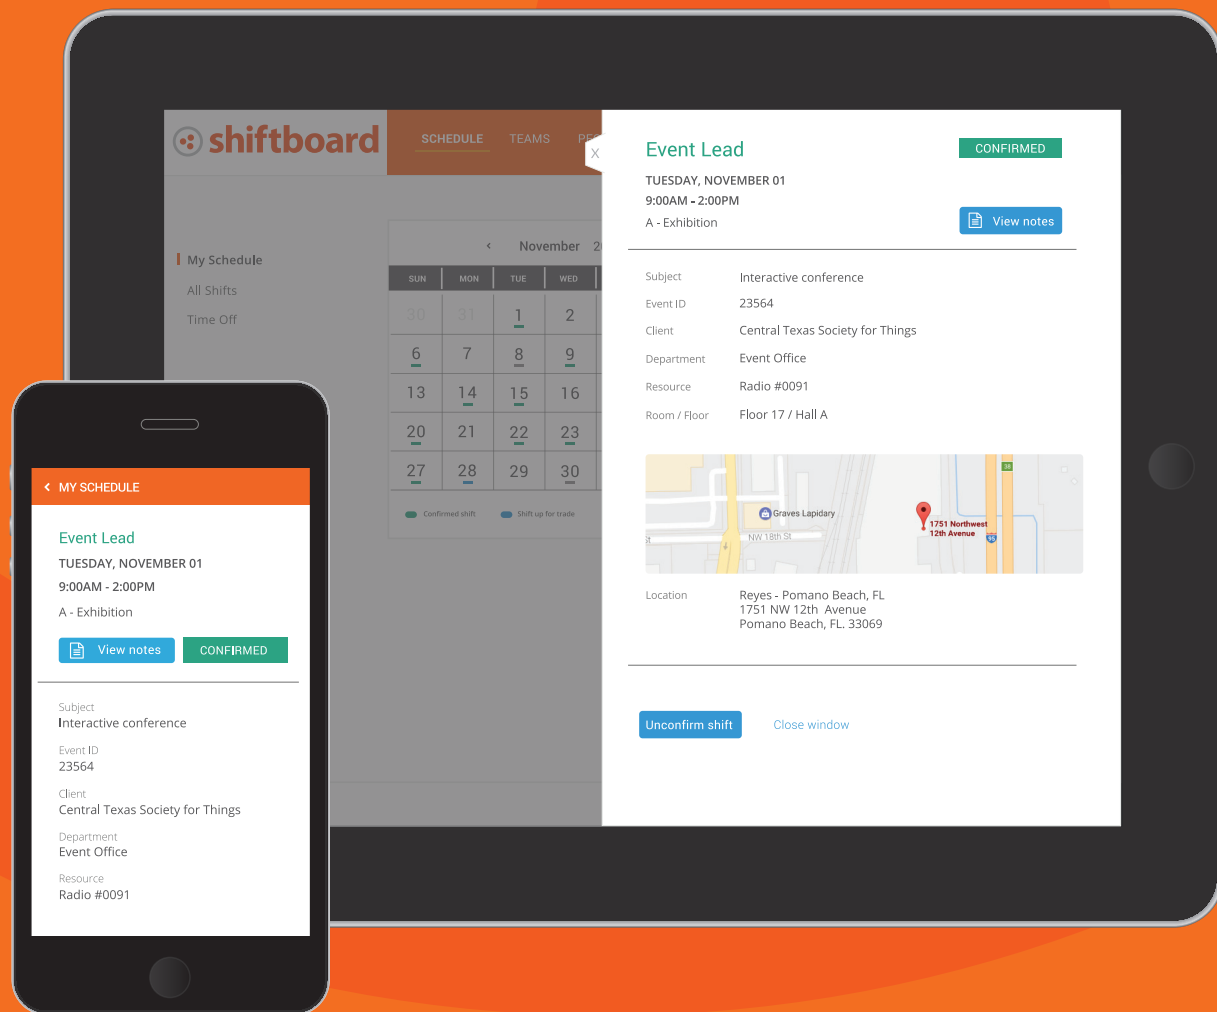 shiftboard
SCHEDULE TEAMS
My Schedule
All Shifts
Time Off
‹ November
SUN MON TUE WED
30 31 1 2
6 7 8 9
13 14 15 16
20 21 22 23
27 28 29 30
Confirmed shift Shift up for trade
X
Event Lead CONFIRMED
TUESDAY, NOVEMBER 01
9:00AM - 2:00PM
A - Exhibition View notes
Subject Interactive conference
Event ID 23564
Client Central Texas Society for Things
Department Event Office
Resource Radio #0091
Room / Floor Floor 17 / Hall A
Graves Lapidary
NW 18th St
St
1751 Northwest
12th Avenue
95
Location Reyes - Pomano Beach, FL
1751 NW 12th Avenue
Pomano Beach, FL. 33069
Unconfirm shift Close window
‹ MY SCHEDULE
Event Lead
TUESDAY, NOVEMBER 01
9:00AM - 2:00PM
A - Exhibition
View notes CONFIRMED
Subject
Interactive conference
Event ID
23564
Client
Central Texas Society for Things
Department
Event Office
Resource
Radio #0091